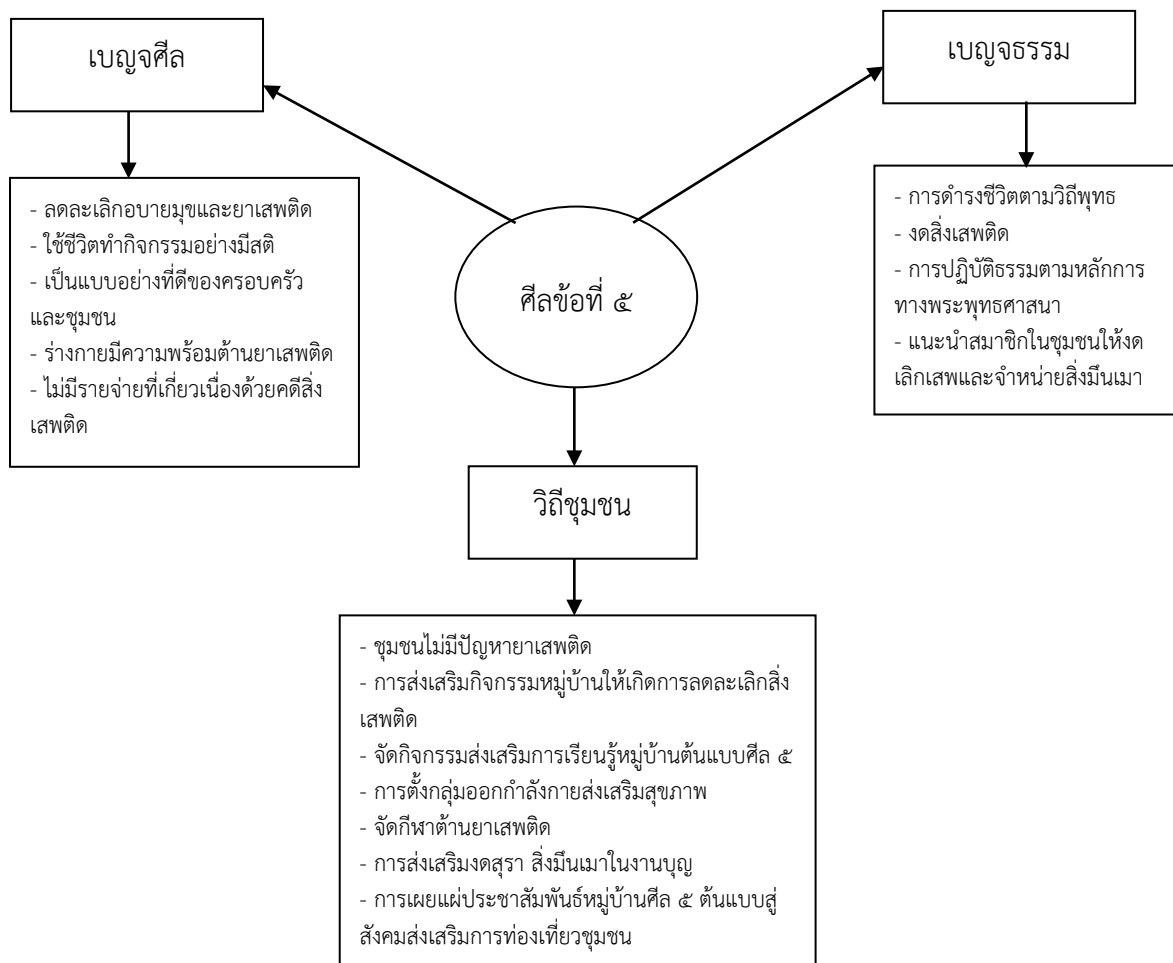 เบญจศีล
เบญจธรรม
- ลดละเลิกอบายมุขและยาเสพติด
- ใช้ชีวิตทำกิจกรรมอย่างมีสติ
- เป็นแบบอย่างที่ดีของครอบครัว
และชุมชน
- ร่างกายมีความพร้อมต้านยาเสพติด
- ไม่มีรายจ่ายที่เกี่ยวเนื่องด้วยคดีสิ่ง
เสพติด
- การดำรงชีวิตตามวิถีพุทธ
- งดสิ่งเสพติด
- การปฏิบัติธรรมตามหลักการ
ทางพระพุทธศาสนา
- แนะนำสมาชิกในชุมชนให้งด
เลิกเสพและจำหน่ายสิ่งมึนเมา
ศีลข้อที่ ๕
วิถีชุมชน
- ชุมชนไม่มีปัญหายาเสพติด
- การส่งเสริมกิจกรรมหมู่บ้านให้เกิดการลดละเลิกสิ่ง
เสพติด
- จัดกิจกรรมส่งเสริมการเรียนรู้หมู่บ้านต้นแบบศีล ๕
- การตั้งกลุ่มออกกำลังกายส่งเสริมสุขภาพ
- จัดกีฬาต้านยาเสพติด
- การส่งเสริมงดสุรา สิ่งมึนเมาในงานบุญ
- การเผยแผ่ประชาสัมพันธ์หมู่บ้านศีล ๕ ต้นแบบสู่
สังคมส่งเสริมการท่องเที่ยวชุมชน